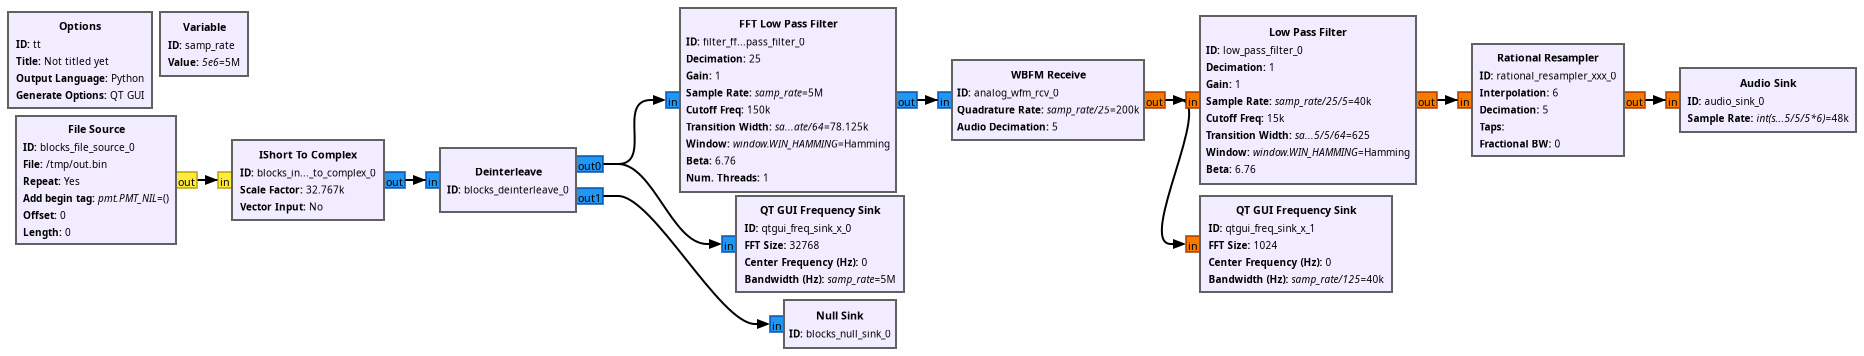 Options
ID: tt
Title: Not titled yet
Output Language: Python
Generate Options: QT GUI
Variable
ID: samp_rate
Value: 5e6=5M
File Source
ID: blocks_file_source_0
File: /tmp/out.bin
Repeat: Yes
Add begin tag: pmt.PMT_NIL=()
Offset: 0
Length: 0
out
in
IShort To Complex
ID: blocks_in..._to_complex_0
Scale Factor: 32.767k
Vector Input: No
out
in
Deinterleave
ID: blocks_deinterleave_0
out0
out1
in
FFT Low Pass Filter
ID: filter_ff...pass_filter_0
Decimation: 25
Gain: 1
Sample Rate: samp_rate=5M
Cutoff Freq: 150k
Transition Width: sa...ate/64=78.125k
Window: window.WIN_HAMMING=Hamming
Beta: 6.76
Num. Threads: 1
out
in
QT GUI Frequency Sink
ID: qtgui_freq_sink_x_0
FFT Size: 32768
Center Frequency (Hz): 0
Bandwidth (Hz): samp_rate=5M
in
Null Sink
ID: blocks_null_sink_0
in
WBFM Receive
ID: analog_wfm_rcv_0
Quadrature Rate: samp_rate/25=200k
Audio Decimation: 5
out
in
Low Pass Filter
ID: low_pass_filter_0
Decimation: 1
Gain: 1
Sample Rate: samp_rate/25/5=40k
Cutoff Freq: 15k
Transition Width: sa...5/5/64=625
Window: window.WIN_HAMMING=Hamming
Beta: 6.76
out
in
QT GUI Frequency Sink
ID: qtgui_freq_sink_x_1
FFT Size: 1024
Center Frequency (Hz): 0
Bandwidth (Hz): samp_rate/125=40k
in
Rational Resampler
ID: rational_resampler_xxx_0
Interpolation: 6
Decimation: 5
Taps:
Fractional BW: 0
out
in
Audio Sink
ID: audio_sink_0
Sample Rate: int(s...5/5/5*6)=48k